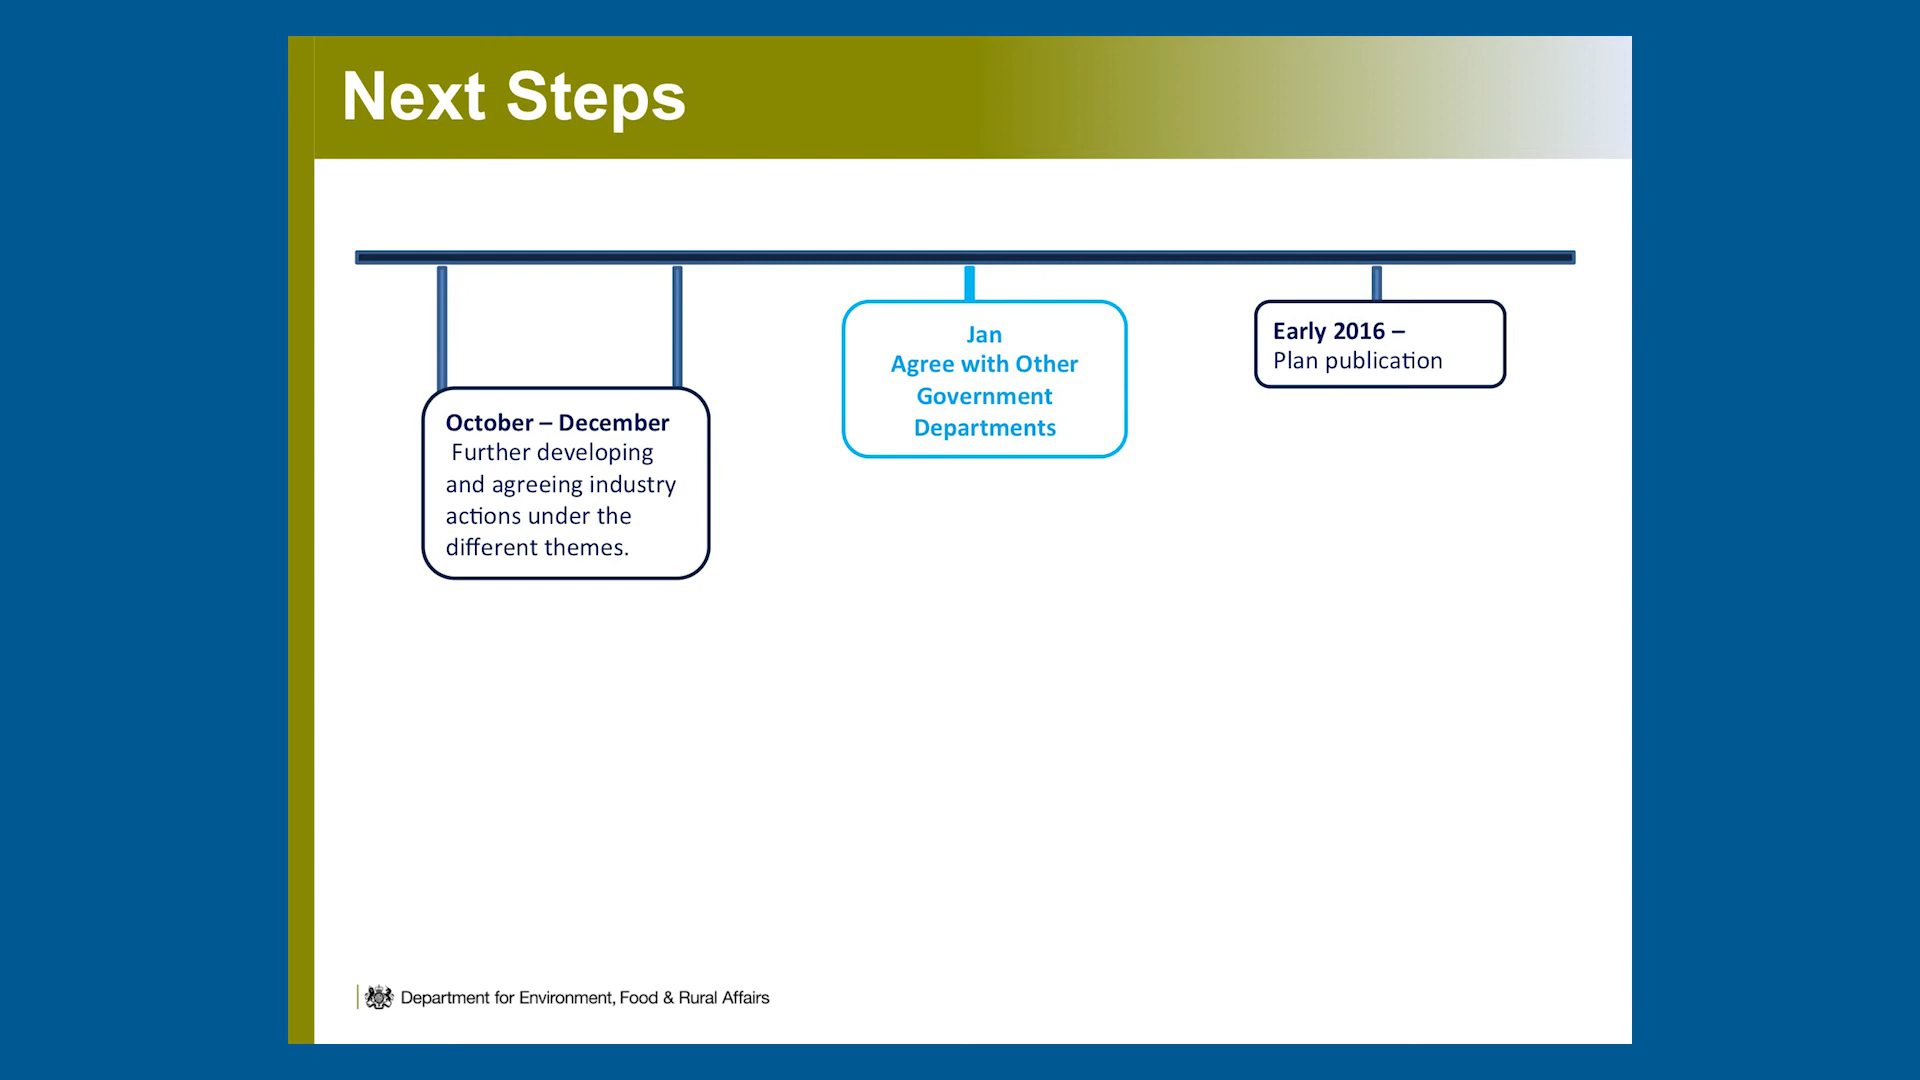 Next Steps
October – December
Further developing
and agreeing industry
actions under the
different themes.
Jan
Agree with Other
Government
Departments
Early 2016 –
Plan publication
Department for Environment, Food & Rural Affairs